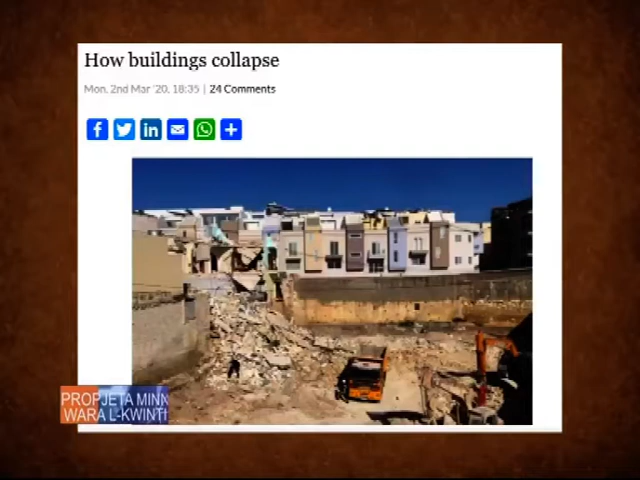 How buildings collapse
Mon, 2nd Mar '20, 18:35 | 24 Comments
PROPJETA MINN
WARA L-KWINTI